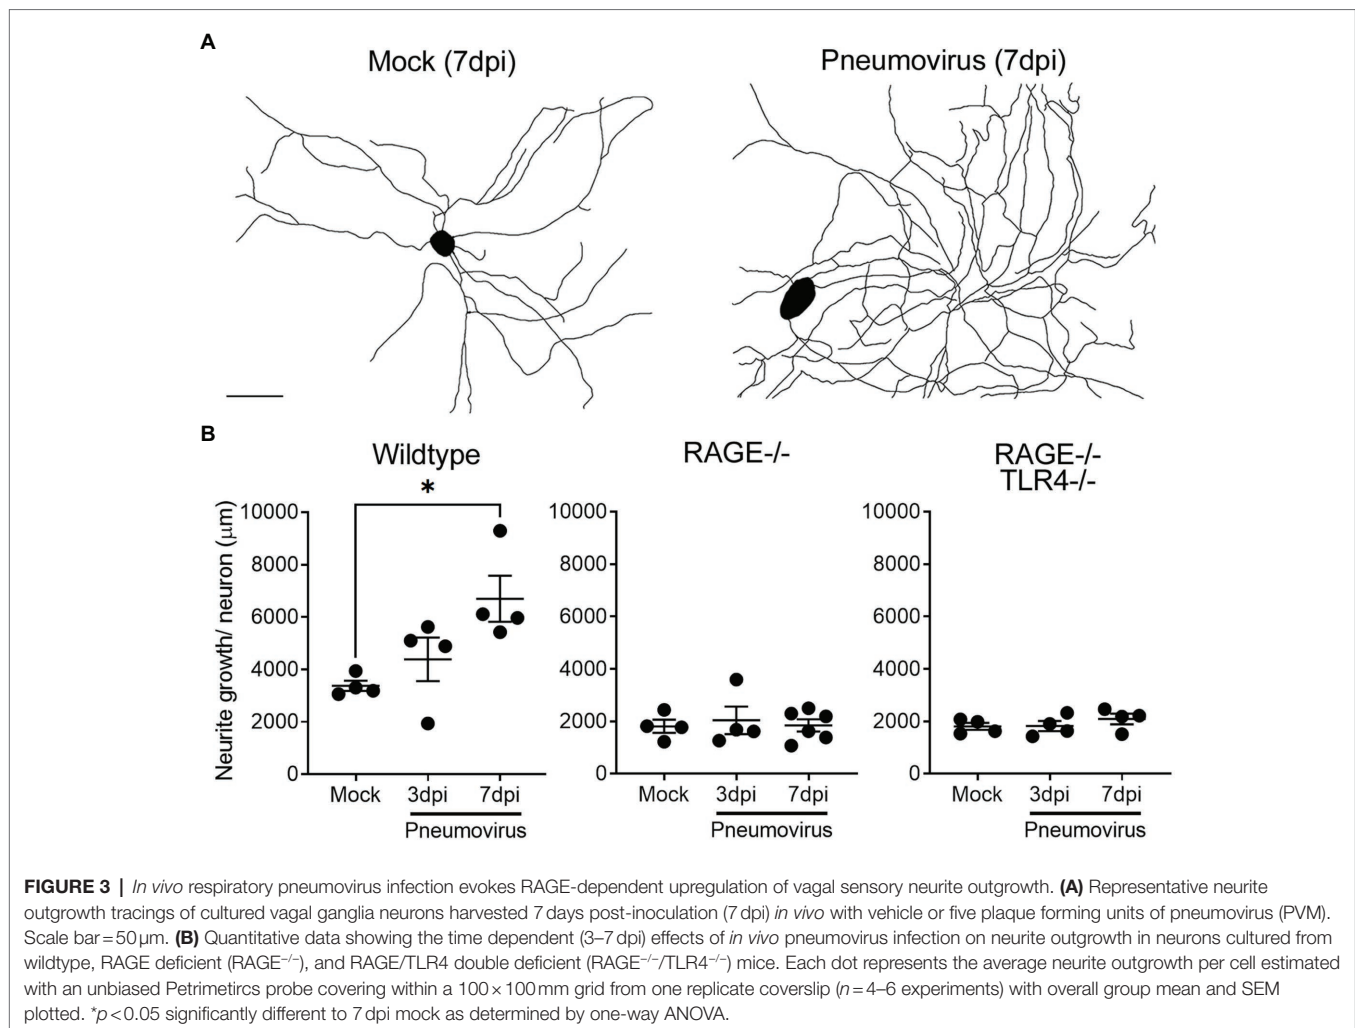 A
Mock (7dpi)
Pneumovirus (7dpi)
B
Wildtype
RAGE-/-
RAGE-/-
TLR4-/-
*
Neurite growth/ neuron (μm)
10000
8000
6000
4000
2000
0
Mock
3dpi
7dpi
Pneumovirus
10000
8000
6000
4000
2000
0
Mock
3dpi
7dpi
Pneumovirus
10000
8000
6000
4000
2000
0
Mock
3dpi
7dpi
Pneumovirus
FIGURE 3 | In vivo respiratory pneumovirus infection evokes RAGE-dependent upregulation of vagal sensory neurite outgrowth. (A) Representative neurite
outgrowth tracings of cultured vagal ganglia neurons harvested 7 days post-inoculation (7 dpi) in vivo with vehicle or five plaque forming units of pneumovirus (PVM).
Scale bar = 50 μm. (B) Quantitative data showing the time dependent (3–7 dpi) effects of in vivo pneumovirus infection on neurite outgrowth in neurons cultured from
wildtype, RAGE deficient (RAGE−/−), and RAGE/TLR4 double deficient (RAGE−/−/TLR4−/−) mice. Each dot represents the average neurite outgrowth per cell estimated
with an unbiased Petrimetircs probe covering within a 100 × 100 mm grid from one replicate coverslip (n = 4–6 experiments) with overall group mean and SEM
plotted. *p < 0.05 significantly different to 7 dpi mock as determined by one-way ANOVA.